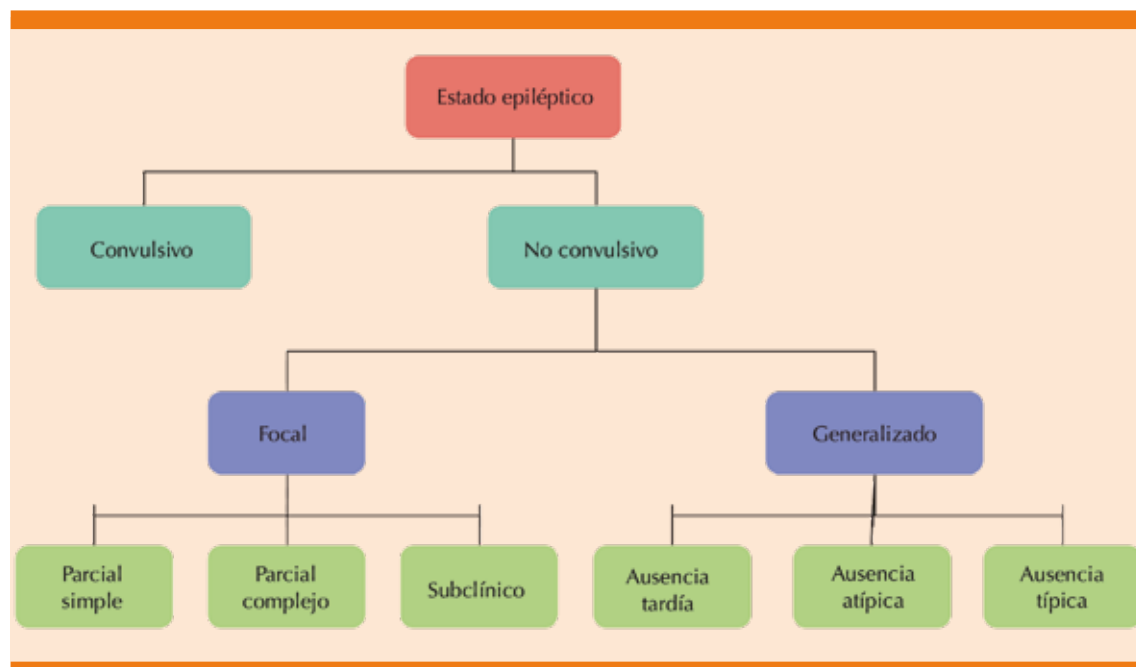 Estado epiléptico
Convulsivo
No convulsivo
Focal
Generalizado
Parcial
simple
Parcial
complejo
Subclínico
Ausencia
tardía
Ausencia
atípica
Ausencia
típica